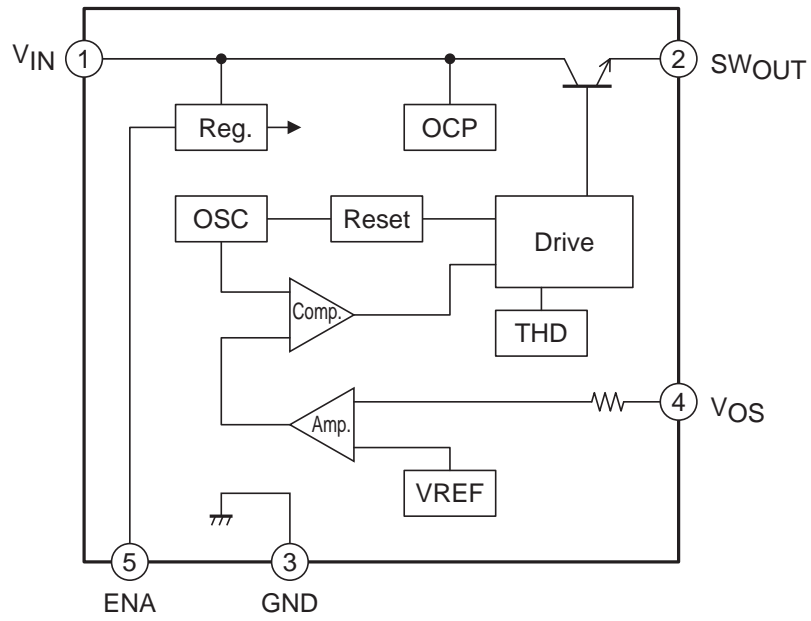 VIN
1
2
SWOUT
Reg.
OCP
OSC
Reset
Drive
Comp.
THD
Amp.
4
VOS
VREF
5
3
ENA
GND